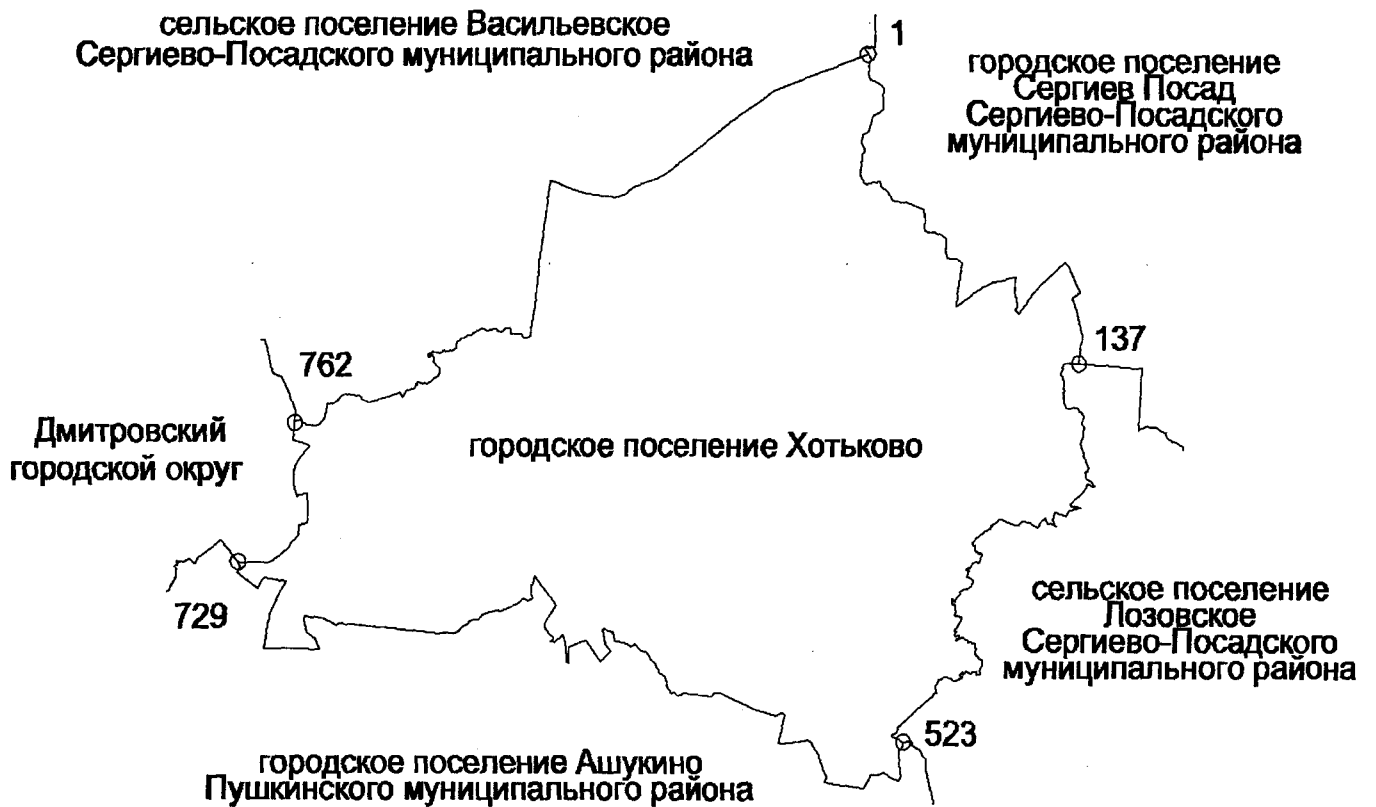 сельское поселение Васильевское
Сергиево-Посадского муниципального района
1
городское поселение
Сергиев Посад
Сергиево-Посадского
муниципального района
137
762
Дмитровский
городской округ
городское поселение Хотьково
729
сельское поселение
Лозовское
Сергиево-Посадского
муниципального района
523
городское поселение Ашукино
Пушкинского муниципального района